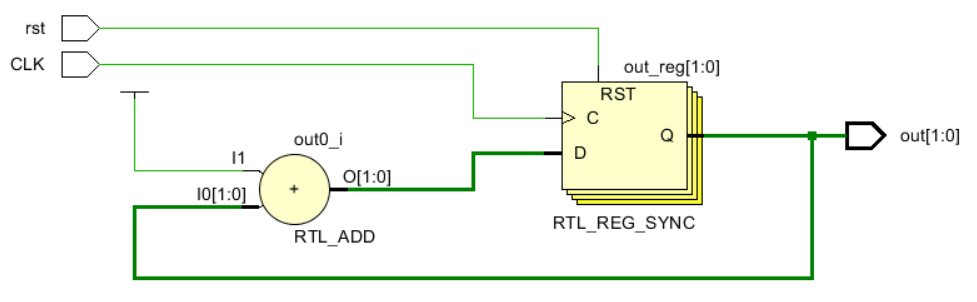 rst
CLK
out_reg[1:0]
RST
C
Q
D
out[1:0]
out0_i
I1
I0[1:0]
+
O[1:0]
RTL_ADD
RTL_REG_SYNC